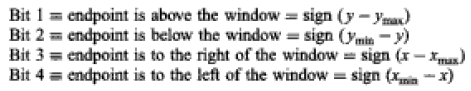 Bit 1 ≡ endpoint is above the window = sign (y − y_max)
Bit 2 ≡ endpoint is below the window = sign (y_min − y)
Bit 3 ≡ endpoint is to the right of the window = sign (x − x_max)
Bit 4 ≡ endpoint is to the left of the window = sign (x_min − x)